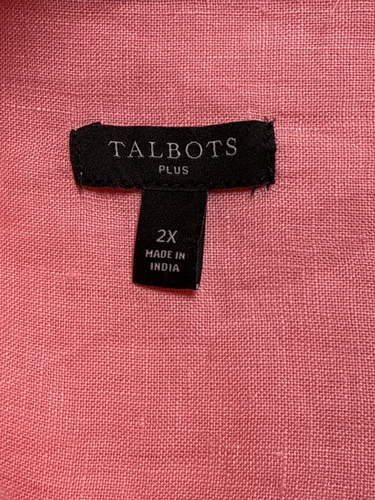 TALBOTS
PLUS
2X
MADE IN
INDIA